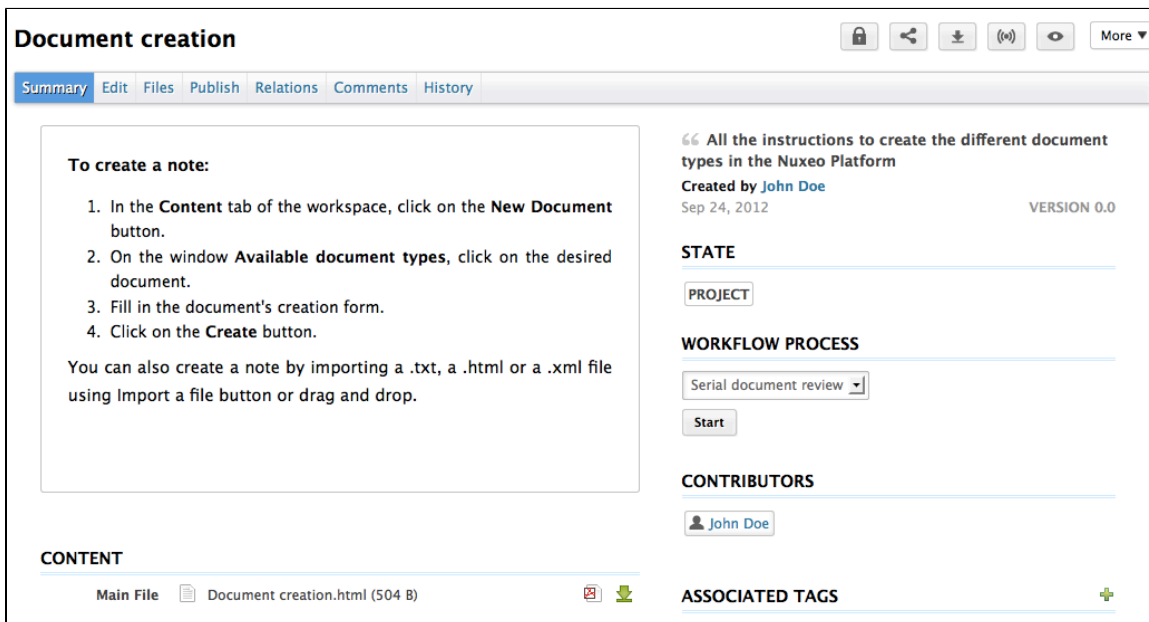 Document creation
More ▼
Summary Edit Files Publish Relations Comments History
To create a note:
1. In the Content tab of the workspace, click on the New Document
button.
2. On the window Available document types, click on the desired
document.
3. Fill in the document's creation form.
4. Click on the Create button.
You can also create a note by importing a .txt, a .html or a .xml file
using Import a file button or drag and drop.
CONTENT
Main File Document creation.html (504 B)
❝ All the instructions to create the different document
types in the Nuxeo Platform
Created by John Doe
Sep 24, 2012 VERSION 0.0
STATE
PROJECT
WORKFLOW PROCESS
Serial document review
Start
CONTRIBUTORS
John Doe
ASSOCIATED TAGS